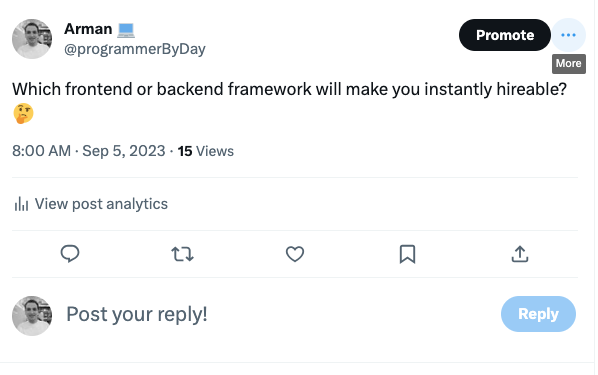 Arman 💻
Promote
@programmerByDay
More
Which frontend or backend framework will make you instantly hireable?
🤔
8:00 AM · Sep 5, 2023 · 15 Views
View post analytics
Post your reply!
Reply